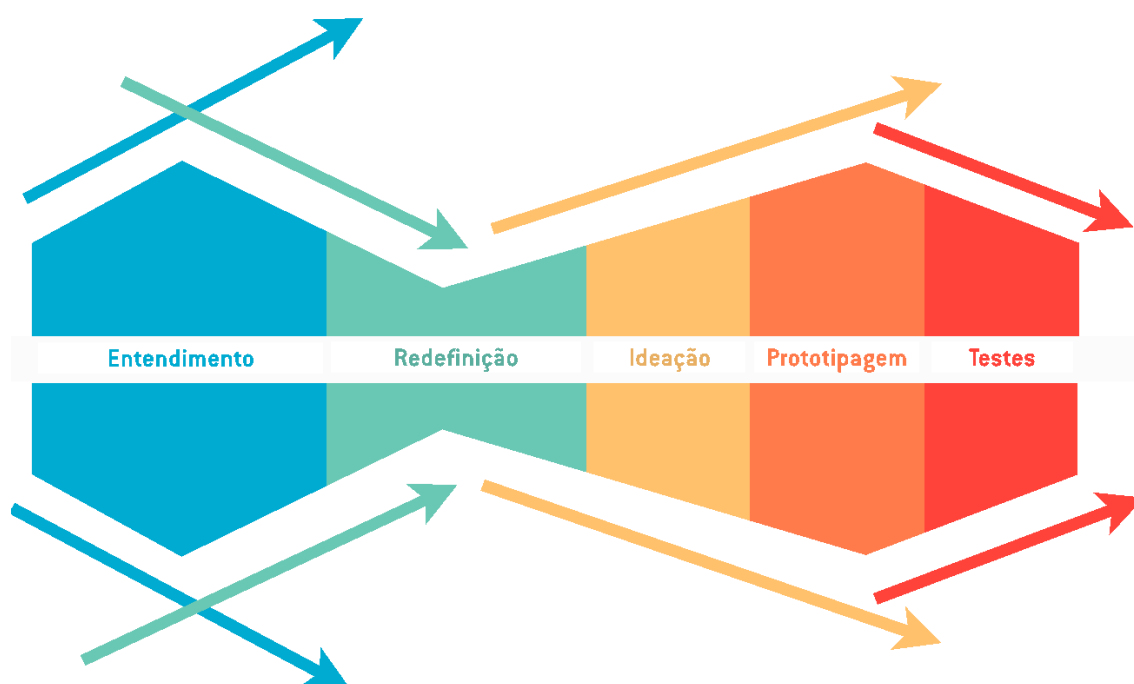 Entendimento
Redefinição
Ideação
Prototipagem
Testes